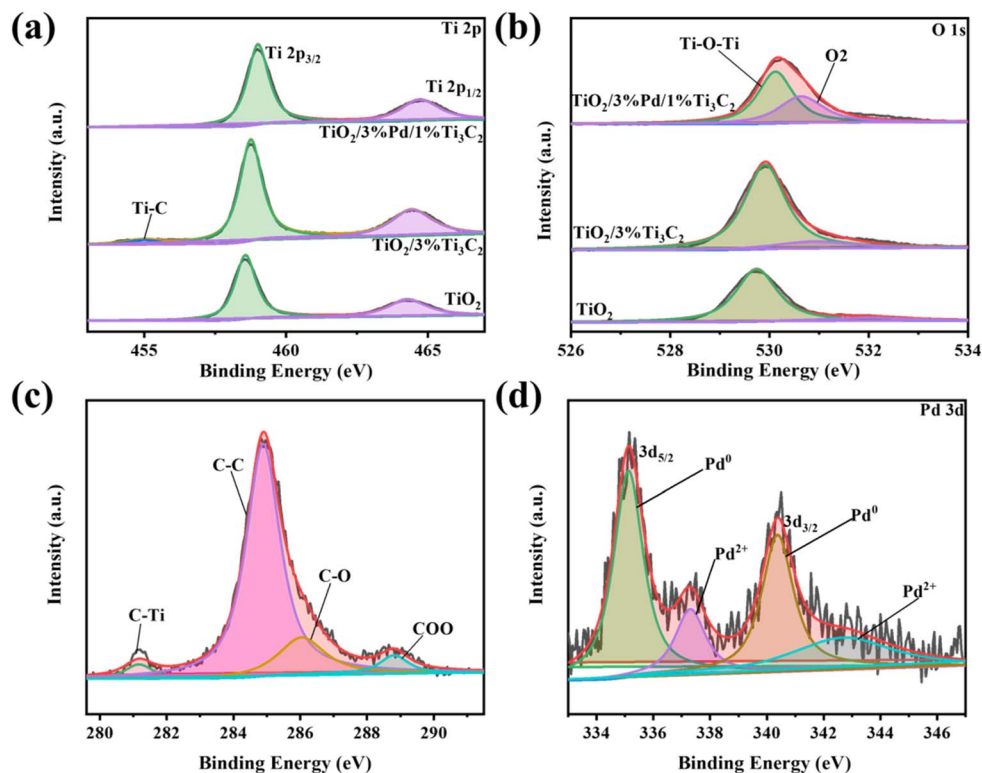 (a)
Ti 2p
Ti 2p3/2
Ti 2p1/2
TiO2/3%Pd/1%Ti3C2
Ti-C
TiO2/3%Ti3C2
TiO2
Intensity (a.u.)
455 460 465
Binding Energy (eV)
(b)
O 1s
Ti-O-Ti
O2
TiO2/3%Pd/1%Ti3C2
TiO2/3%Ti3C2
TiO2
Intensity (a.u.)
526 528 530 532 534
Binding Energy (eV)
(c)
C-C
C-O
C-Ti
COO
Intensity (a.u.)
280 282 284 286 288 290
Binding Energy (eV)
(d)
Pd 3d
3d5/2
Pd0
3d3/2
Pd0
Pd2+
Pd2+
Intensity (a.u.)
334 336 338 340 342 344 346
Binding Energy (eV)